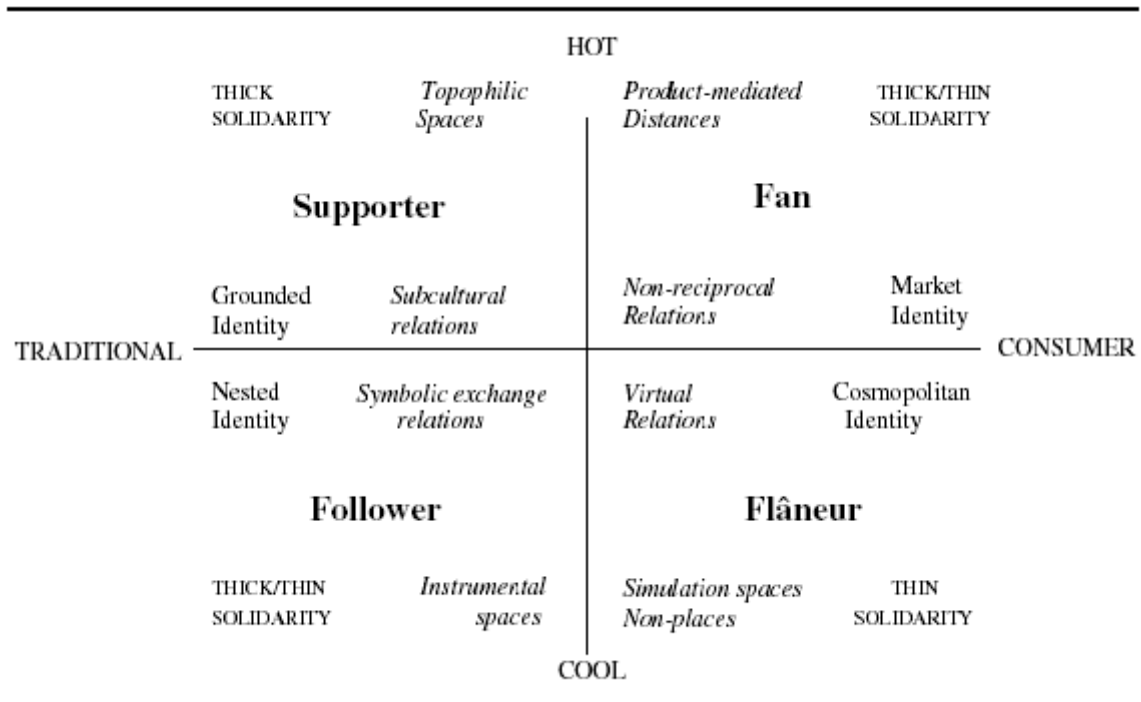 HOT
THICK
SOLIDARITY
Topophilic
Spaces
Product-mediated
Distances
THICK/THIN
SOLIDARITY
Supporter
Fan
Grounded
Identity
Subcultural
relations
Non-reciprocal
Relations
Market
Identity
TRADITIONAL
CONSUMER
Nested
Identity
Symbolic exchange
relations
Virtual
Relations
Cosmopolitan
Identity
Follower
Flâneur
THICK/THIN
SOLIDARITY
Instrumental
spaces
Simulation spaces
Non-places
THIN
SOLIDARITY
COOL